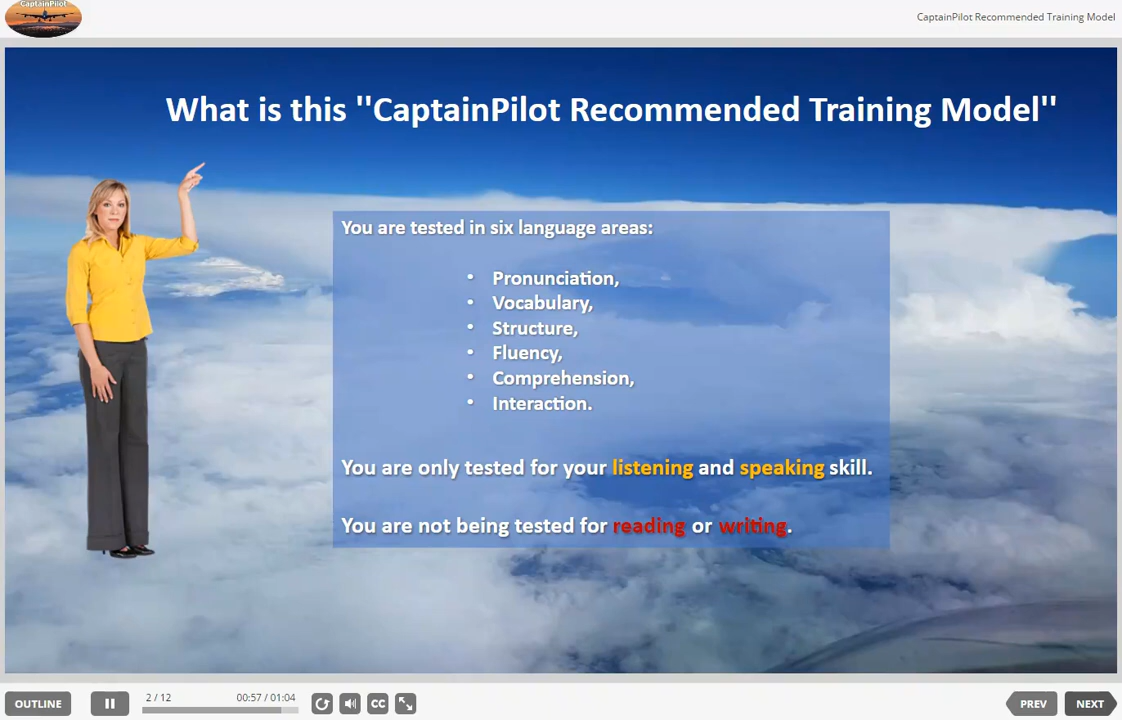 CaptainPilot
CaptainPilot Recommended Training Model
What is this "CaptainPilot Recommended Training Model"
You are tested in six language areas:
• Pronunciation,
• Vocabulary,
• Structure,
• Fluency,
• Comprehension,
• Interaction.
You are only tested for your listening and speaking skill.
You are not being tested for reading or writing.
OUTLINE
2 / 12
00:57 / 01:04
CC
PREV
NEXT